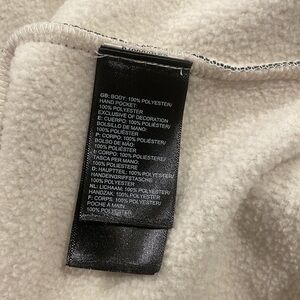 GB: BODY: 100% POLYESTER/
HAND POCKET:
100% POLYESTER
EXCLUSIVE OF DECORATION
E: CUERPO: 100% POLIÉSTER/
BOLSILLO DE MANO:
100% POLIÉSTER
P: CORPO: 100% POLIÉSTER/
BOLSO DE MÃO:
100% POLIÉSTER
I: CORPO: 100% POLIESTERE/
TASCA PER MANO:
100% POLIESTERE
D: HAUPTTEIL: 100% POLYESTER/
HANDEINGRIFFSTASCHE
100% POLYESTER
NL: LICHAAM: 100% POLYESTER/
HANDZAK: 100% POLYESTER
F: CORPS: 100% POLYESTER/
POCHE À MAIN:
100% POLYESTER